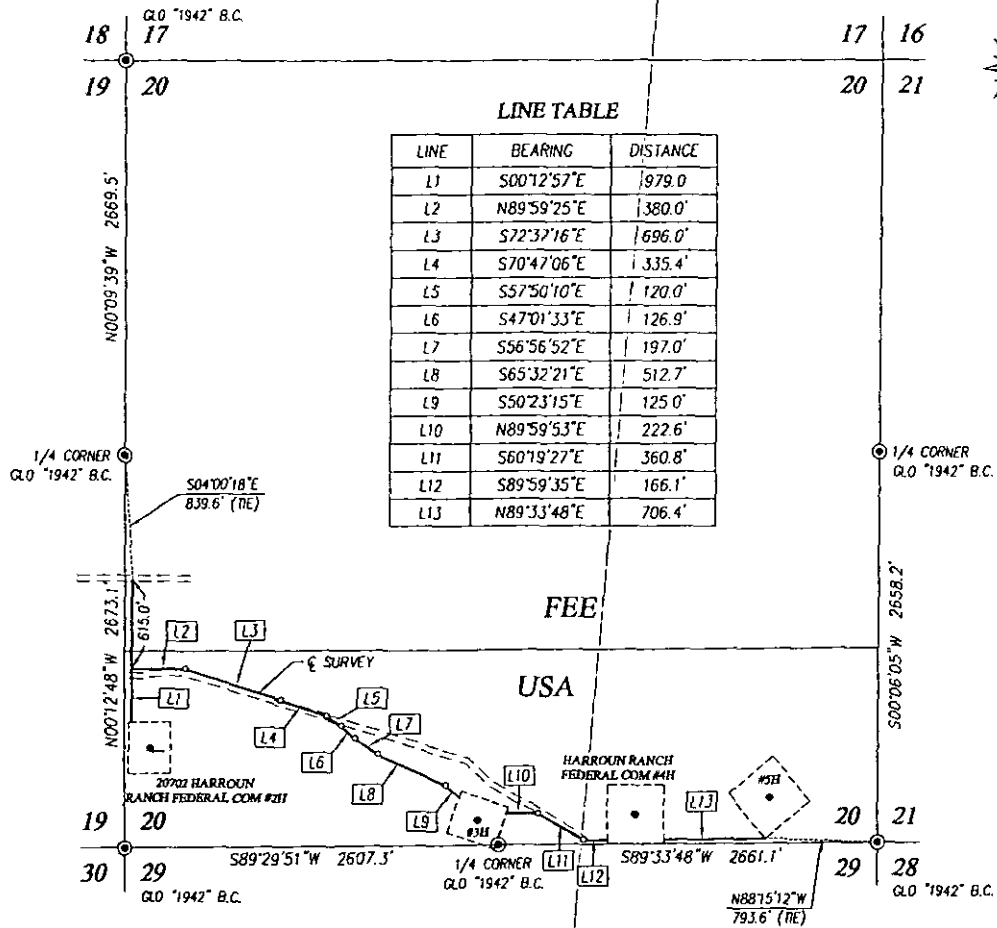 GLO "1942" B.C.
18 17
17 16
19 20
20 21
LINE TABLE
LINE BEARING DISTANCE
L1 S00°12'57"E 979.0
L2 N89°59'25"E 380.0'
L3 S72°37'16"E 696.0'
L4 S70°47'06"E 335.4'
L5 S57°50'10"E 120.0'
L6 S47°01'33"E 126.9'
L7 S56°56'52"E 197.0'
L8 S65°32'21"E 512.7'
L9 S50°23'15"E 125.0'
L10 N89°59'53"E 222.6'
L11 S60°19'27"E 360.8'
L12 S89°59'35"E 166.1'
L13 N89°33'48"E 706.4'
N00°09'39"W 2669.5'
1/4 CORNER
GLO "1942" B.C.
1/4 CORNER
GLO "1942" B.C.
S04°00'18"E
839.6' (TIE)
N00°12'48"W 2673.1'
615.0'
S00°06'05"W 2658.2'
FEE
USA
L2
L3
℄ SURVEY
L1
L4
L5
L6
L7
L8
L9
L10
L11
L12
L13
20702 HARROUN
RANCH FEDERAL COM #2H
#3H
HARROUN RANCH
FEDERAL COM #4H
#5H
19 20
20 21
30 29
29 28
S89°29'51"W 2607.3'
1/4 CORNER
GLO "1942" B.C.
S89°33'48"W 2661.1'
GLO "1942" B.C.
GLO "1942" B.C.
N88°15'12"W
793.6' (TIE)